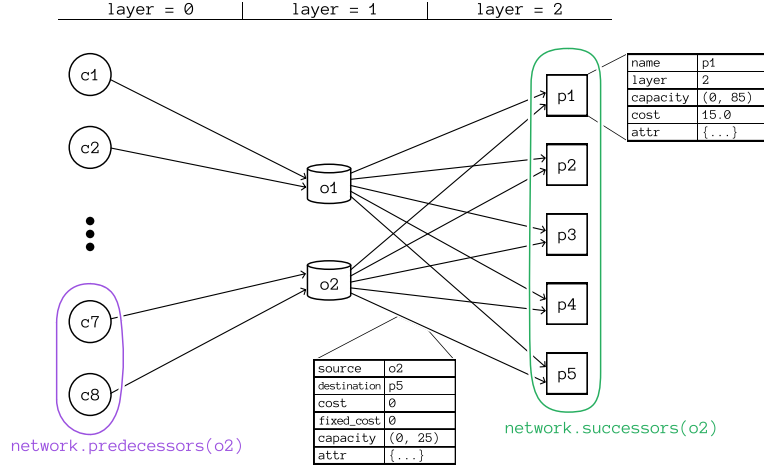 layer = 0
layer = 1
layer = 2
c1
c2
c7
c8
network.predecessors(o2)
o1
o2
p1
p2
p3
p4
p5
network.successors(o2)
name p1
layer 2
capacity (0, 85)
cost 15.0
attr {...}
source o2
destination p5
cost 0
fixed_cost 0
capacity (0, 25)
attr {...}